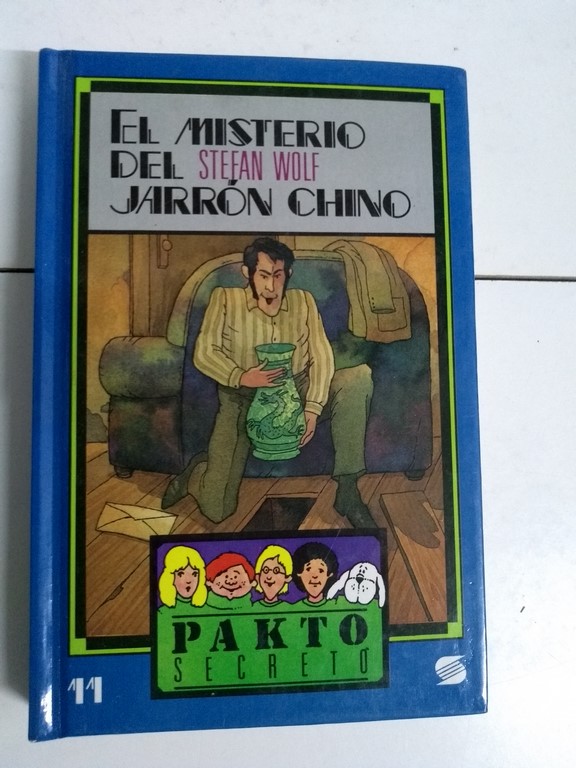 EL MISTERIO
DEL STEFAN WOLF
JARRÓN CHINO
PAKTO
SECRETO
11